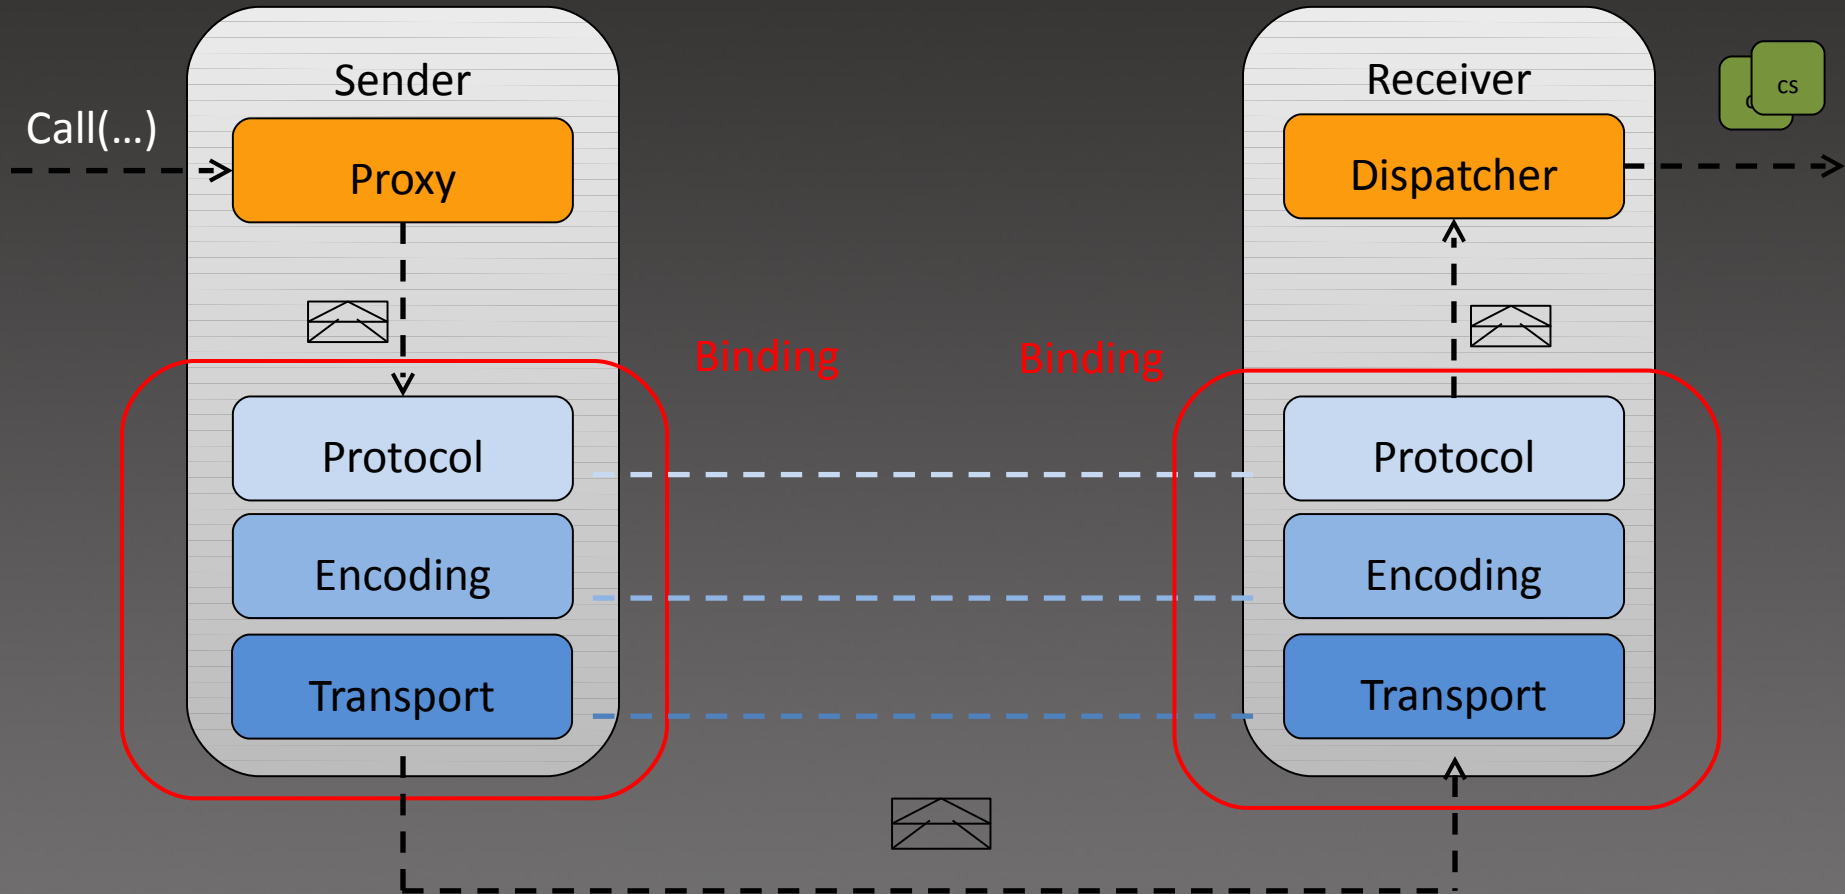 Sender
Receiver
cs
Call(...)
Proxy
Dispatcher
Binding
Binding
Protocol
Protocol
Encoding
Encoding
Transport
Transport